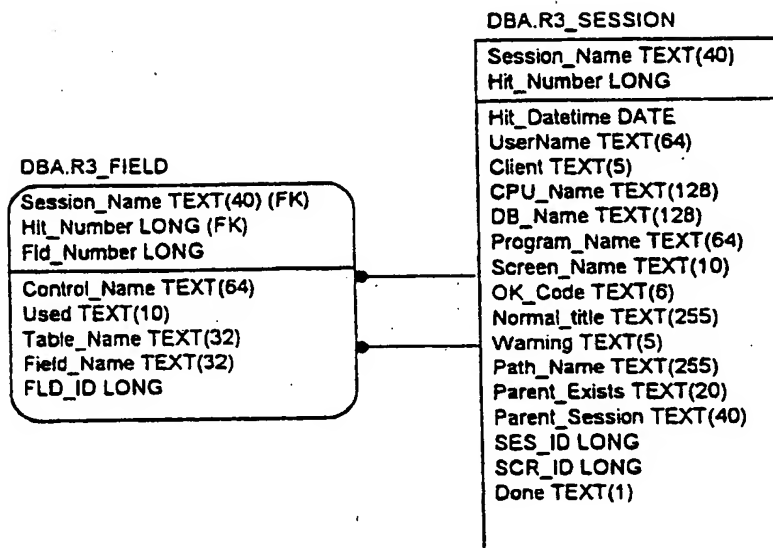 DBA.R3_SESSION
Session_Name TEXT(40)
Hit_Number LONG
Hit_Datetime DATE
UserName TEXT(64)
Client TEXT(5)
CPU_Name TEXT(128)
DB_Name TEXT(128)
Program_Name TEXT(64)
Screen_Name TEXT(10)
OK_Code TEXT(6)
Normal_title TEXT(255)
Warning TEXT(5)
Path_Name TEXT(255)
Parent_Exists TEXT(20)
Parent_Session TEXT(40)
SES_ID LONG
SCR_ID LONG
Done TEXT(1)
DBA.R3_FIELD
Session_Name TEXT(40) (FK)
Hit_Number LONG (FK)
Fld_Number LONG
Control_Name TEXT(64)
Used TEXT(10)
Table_Name TEXT(32)
Field_Name TEXT(32)
FLD_ID LONG